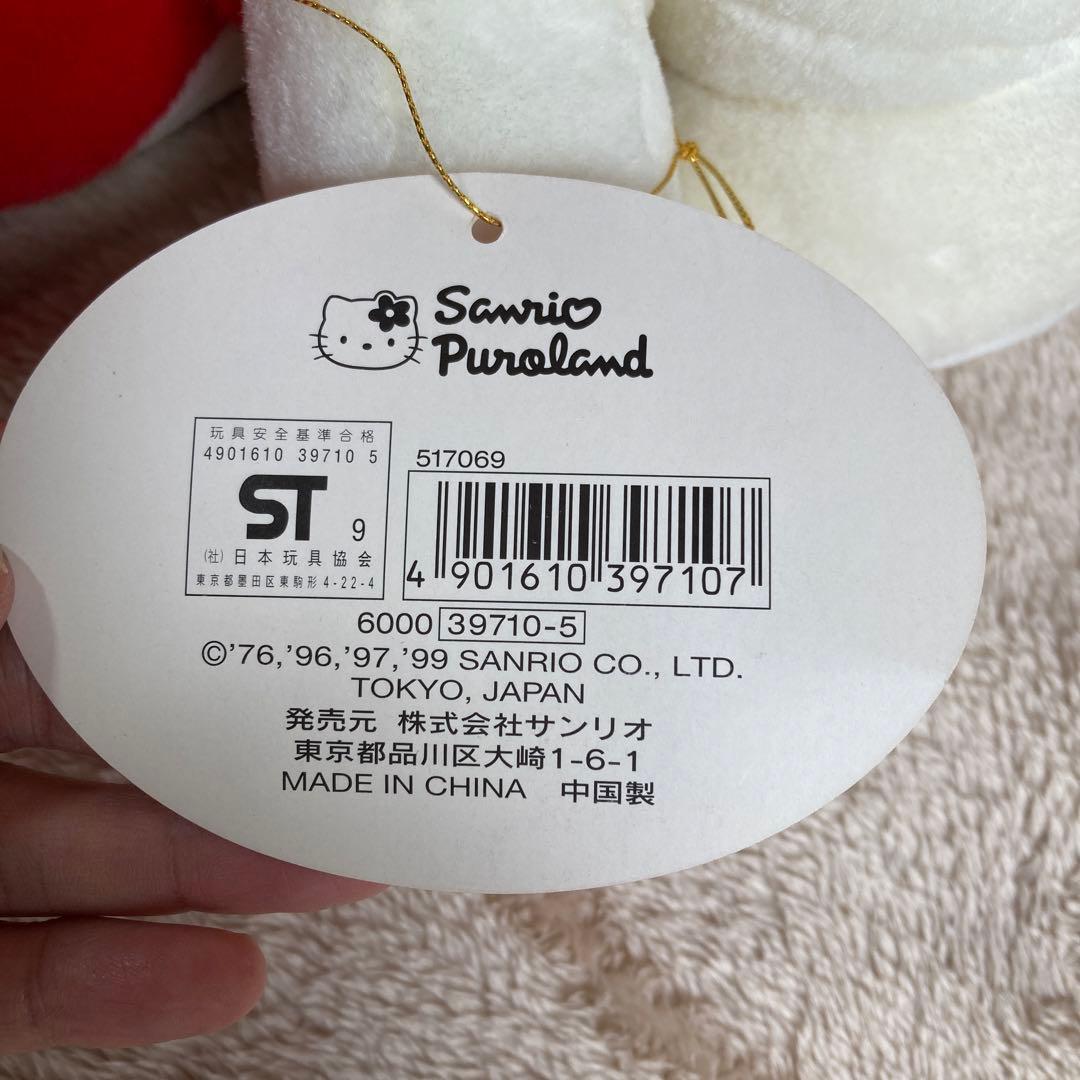 Sanrio
Puroland
玩具安全基準合格
4901610 39710 5
ST 9
(社)日本玩具協会
東京都墨田区東駒形4-22-4
517069
4 901610 397107
6000 39710-5
©'76,'96,'97,'99 SANRIO CO., LTD.
TOKYO, JAPAN
発売元 株式会社サンリオ
東京都品川区大崎1-6-1
MADE IN CHINA 中国製